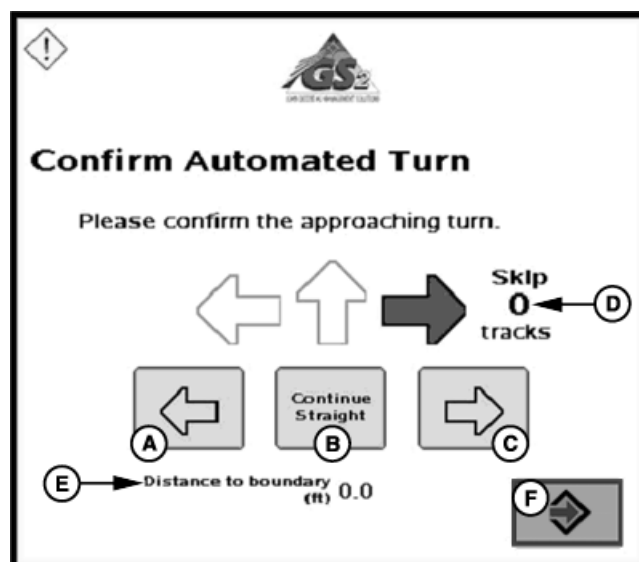 !
GS2
Confirm Automated Turn
Please confirm the approaching turn.
Skip
0
tracks
D
Continue
Straight
A
B
C
E
Distance to boundary
(ft) 0.0
F